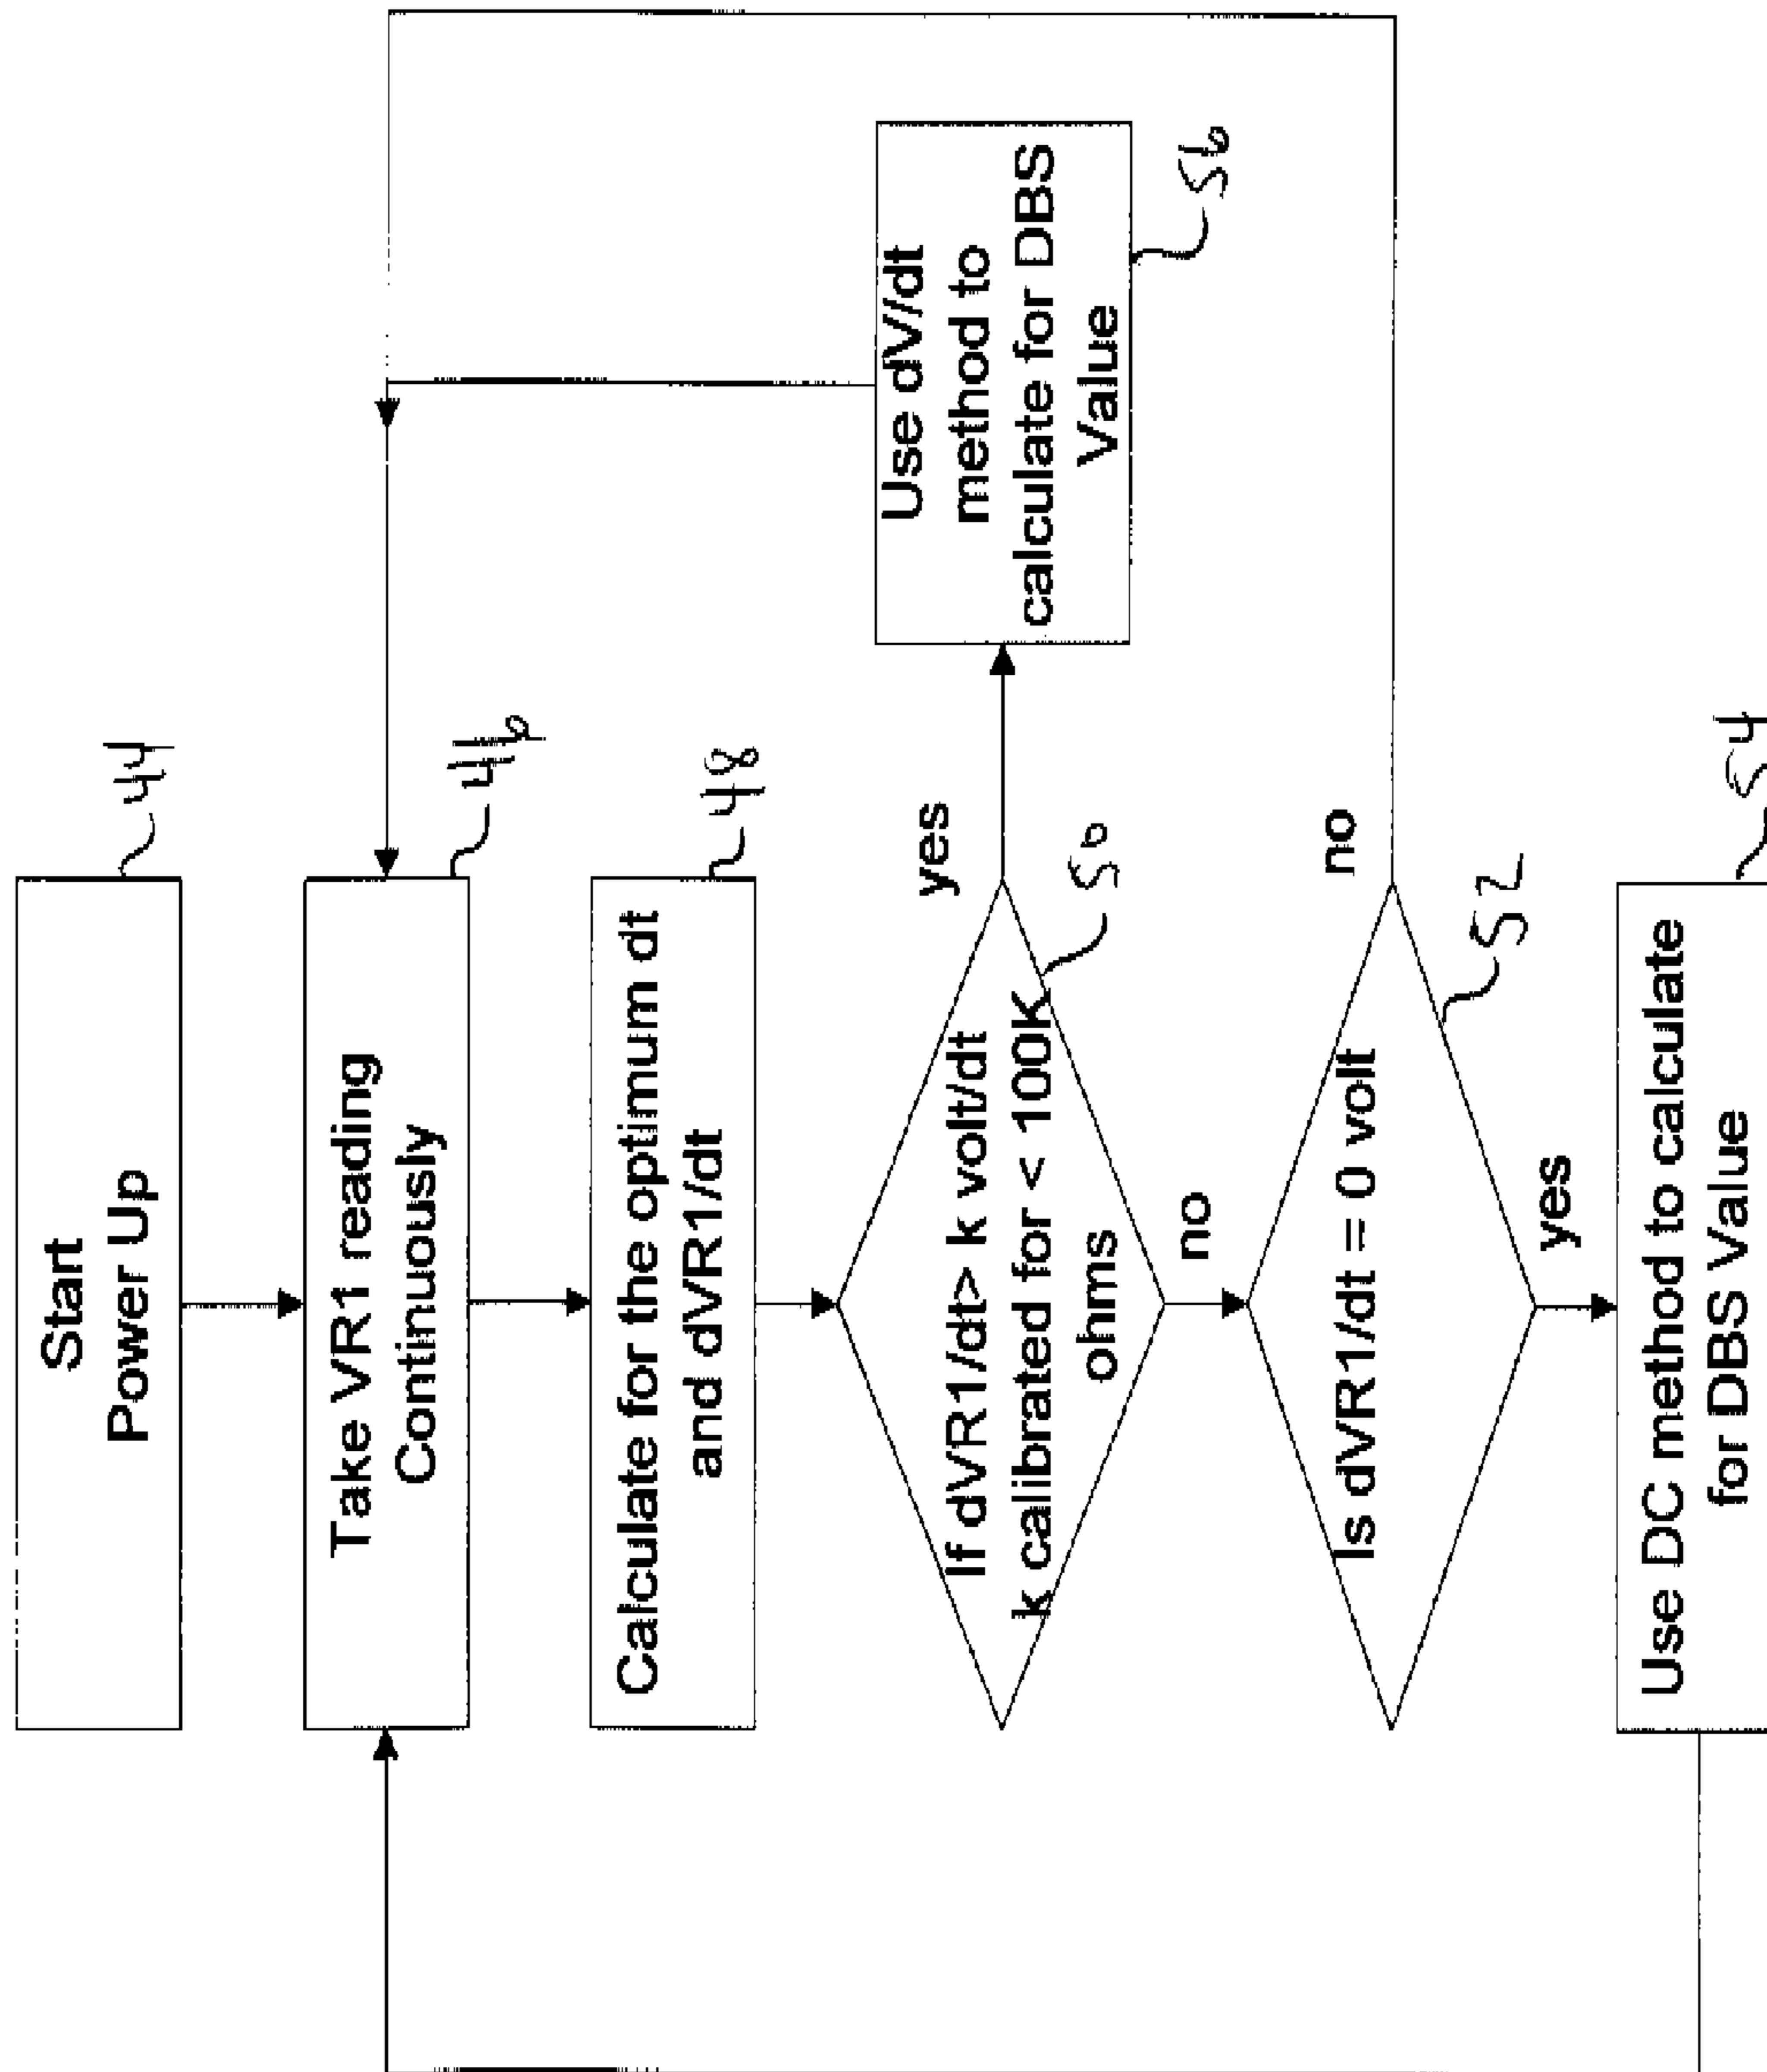 Start
Power Up
44
Take VR1 reading
Continuously
46
Calculate for the optimum dt
and dVR1/dt
48
If dVR1/dt> k volt/dt
k calibrated for < 100K
ohms
50
yes
Use dV/dt
method to
calculate for DBS
Value
56
no
Is dVR1/dt = 0 volt
52
no
yes
Use DC method to calculate
for DBS Value
54